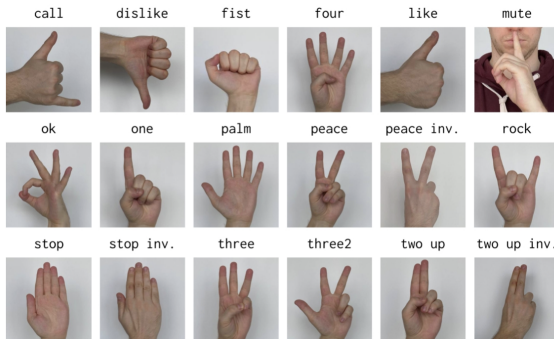 call dislike fist four like mute
ok one palm peace peace inv. rock
stop stop inv. three three2 two up two up inv.